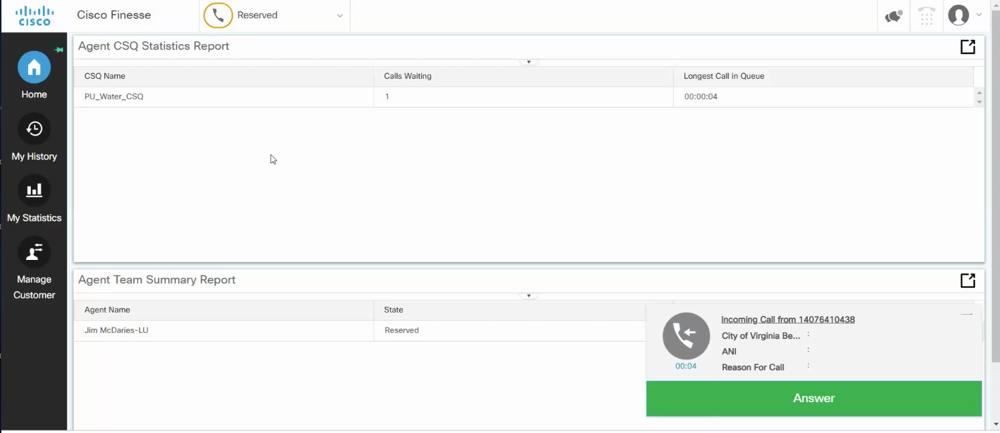 CISCO
Cisco Finesse
Reserved
Home
My History
My Statistics
Manage
Customer
Agent CSQ Statistics Report
CSQ Name Calls Waiting Longest Call in Queue
PU_Water_CSQ 1 00:00:04
Agent Team Summary Report
Agent Name State
Jim McDaries-LU Reserved
Incoming Call from 14076410438
City of Virginia Be... :
ANI :
Reason For Call :
00:04
Answer